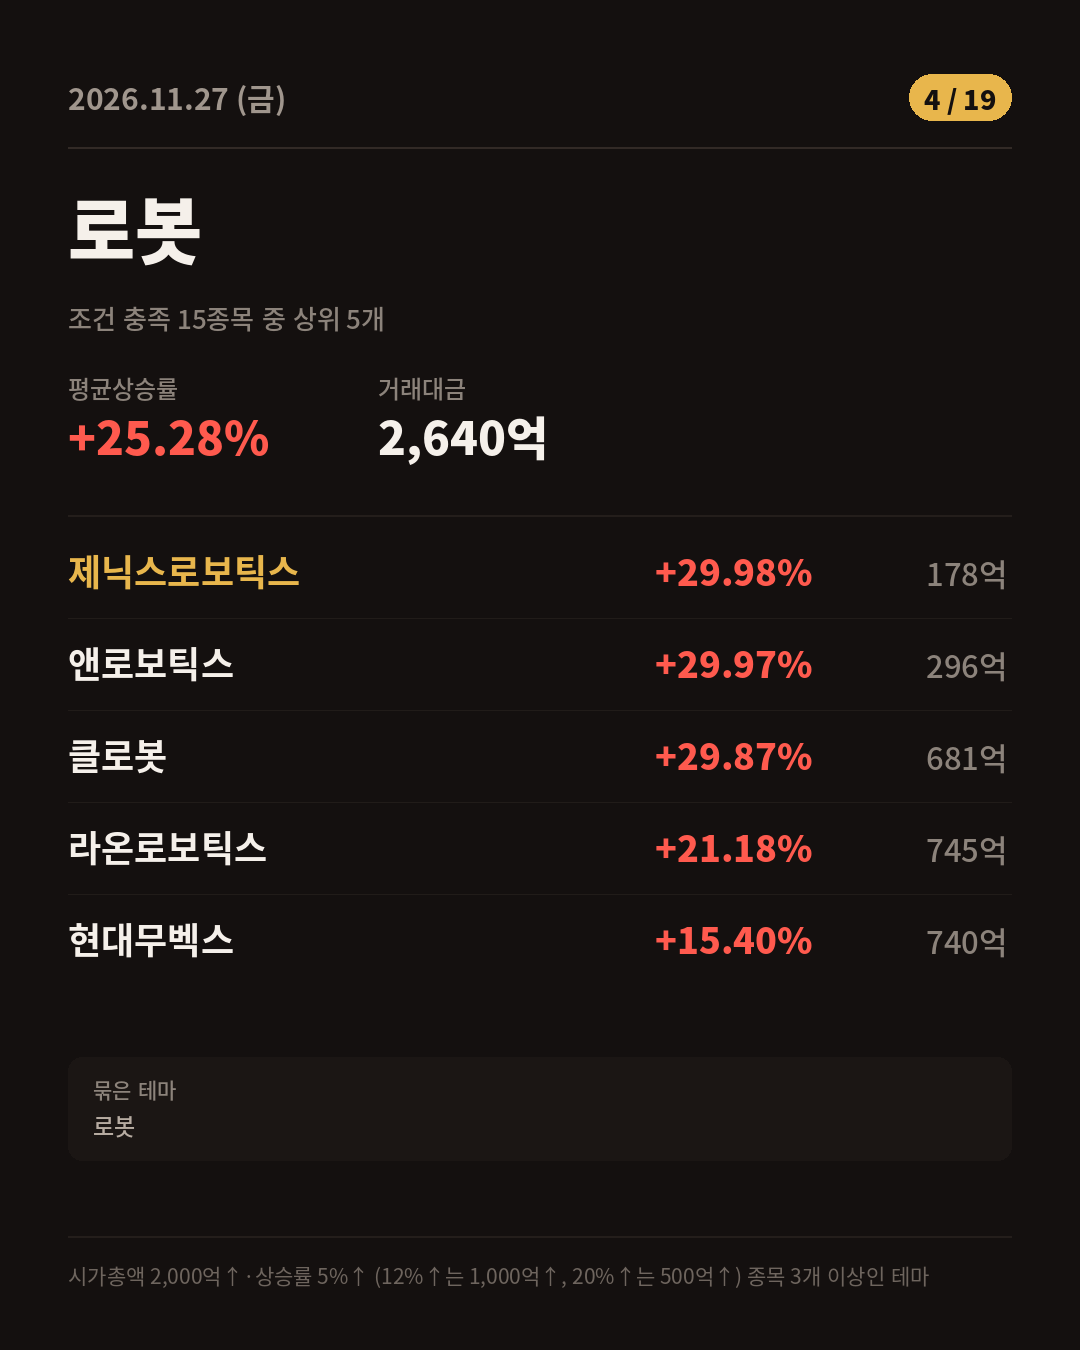 2026.11.27 (금)
4 / 19
로봇
조건 충족 15종목 중 상위 5개
평균상승률 거래대금
+25.28% 2,640억
제닉스로보틱스 +29.98% 178억
앤로보틱스 +29.97% 296억
클로봇 +29.87% 681억
라온로보틱스 +21.18% 745억
현대무벡스 +15.40% 740억
묶은 테마
로봇
시가총액 2,000억↑ · 상승률 5%↑ (12%↑는 1,000억↑, 20%↑는 500억↑) 종목 3개 이상인 테마